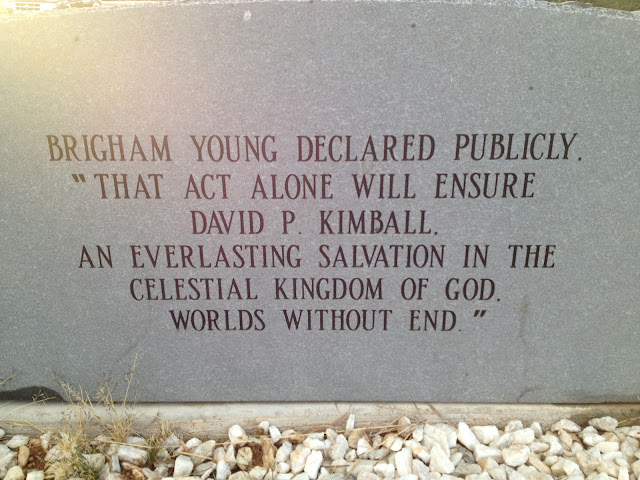 BRIGHAM YOUNG DECLARED PUBLICLY,
"THAT ACT ALONE WILL ENSURE
DAVID P. KIMBALL,
AN EVERLASTING SALVATION IN THE
CELESTIAL KINGDOM OF GOD,
WORLDS WITHOUT END."